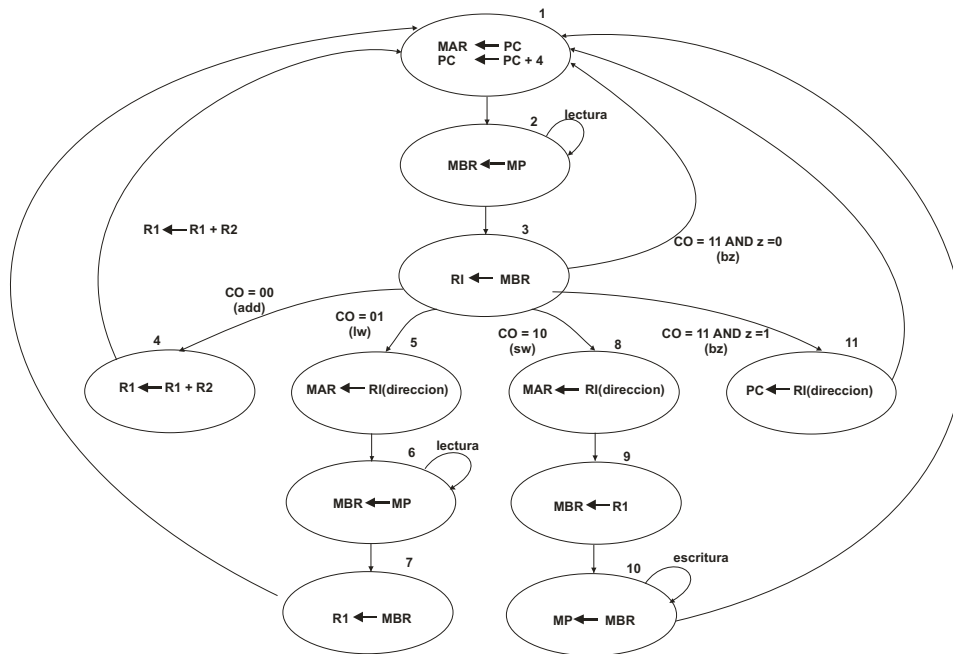 1
MAR ← PC
PC ← PC + 4
2
lectura
MBR ← MP
3
RI ← MBR
R1 ← R1 + R2
CO = 11 AND z =0
(bz)
CO = 00
(add)
CO = 01
(lw)
CO = 10
(sw)
CO = 11 AND z =1
(bz)
4
R1 ← R1 + R2
5
MAR ← RI(direccion)
8
MAR ← RI(direccion)
11
PC ← RI(direccion)
6
lectura
MBR ← MP
9
MBR ← R1
7
R1 ← MBR
10
escritura
MP ← MBR